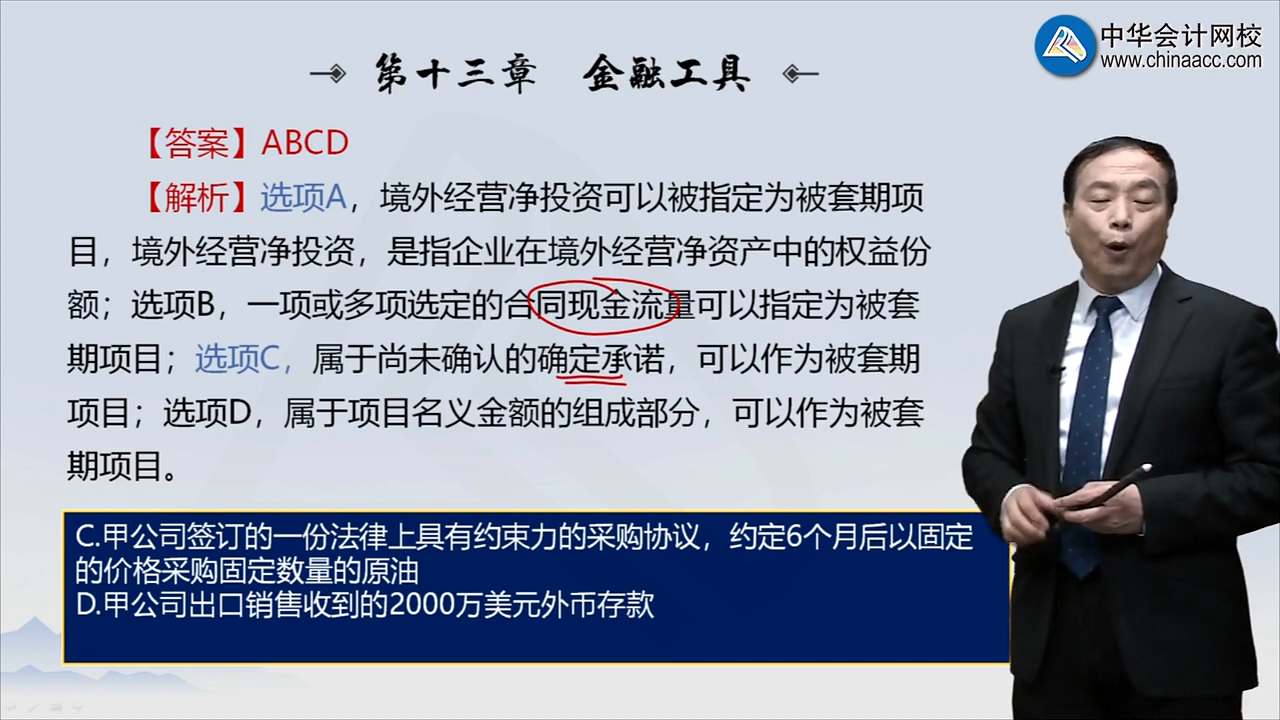 中华会计网校
www.chinaacc.com
第十三章 金融工具
【答案】ABCD
【解析】选项A，境外经营净投资可以被指定为被套期项
目，境外经营净投资，是指企业在境外经营净资产中的权益份
额；选项B，一项或多项选定的合同现金流量可以指定为被套
期项目；选项C，属于尚未确认的确定承诺，可以作为被套期
项目；选项D，属于项目名义金额的组成部分，可以作为被套
期项目。
C.甲公司签订的一份法律上具有约束力的采购协议，约定6个月后以固定
的价格采购固定数量的原油
D.甲公司出口销售收到的2000万美元外币存款